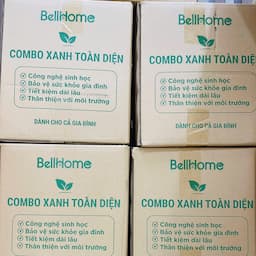 BellHome
COMBO XANH TOÀN DIỆN
Công nghệ sinh học
Bảo vệ sức khỏe gia đình
Tiết kiệm dài lâu
Thân thiện với môi trường
DÀNH CHO CẢ GIA ĐÌNH
BellHome
COMBO XANH TOÀN DIỆN
Công nghệ sinh học
Bảo vệ sức khỏe gia đình
Tiết kiệm dài lâu
Thân thiện với môi trường
DÀNH CHO CẢ GIA ĐÌNH
BellHome
COMBO XANH TOÀN DIỆN
Công nghệ sinh học
Bảo vệ sức khỏe gia đình
Tiết kiệm dài lâu
Thân thiện với môi trường
BellHome
COMBO XANH TOÀN DIỆN
Công nghệ sinh học
Bảo vệ sức khỏe gia đình
Tiết kiệm dài lâu
Thân thiện với môi trường